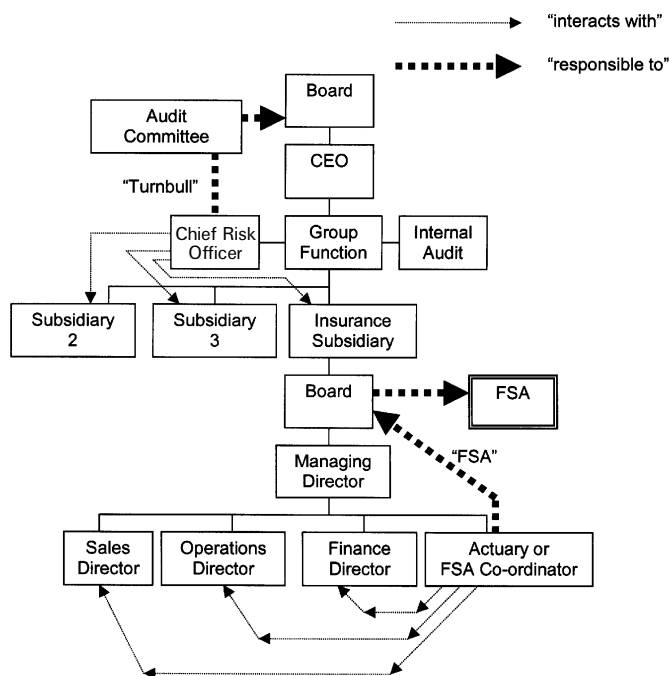 “interacts with”
“responsible to”
Board
Audit
Committee
CEO
“Turnbull”
Chief Risk
Officer
Group
Function
Internal
Audit
Subsidiary
2
Subsidiary
3
Insurance
Subsidiary
Board
FSA
“FSA”
Managing
Director
Sales
Director
Operations
Director
Finance
Director
Actuary or
FSA Co-ordinator